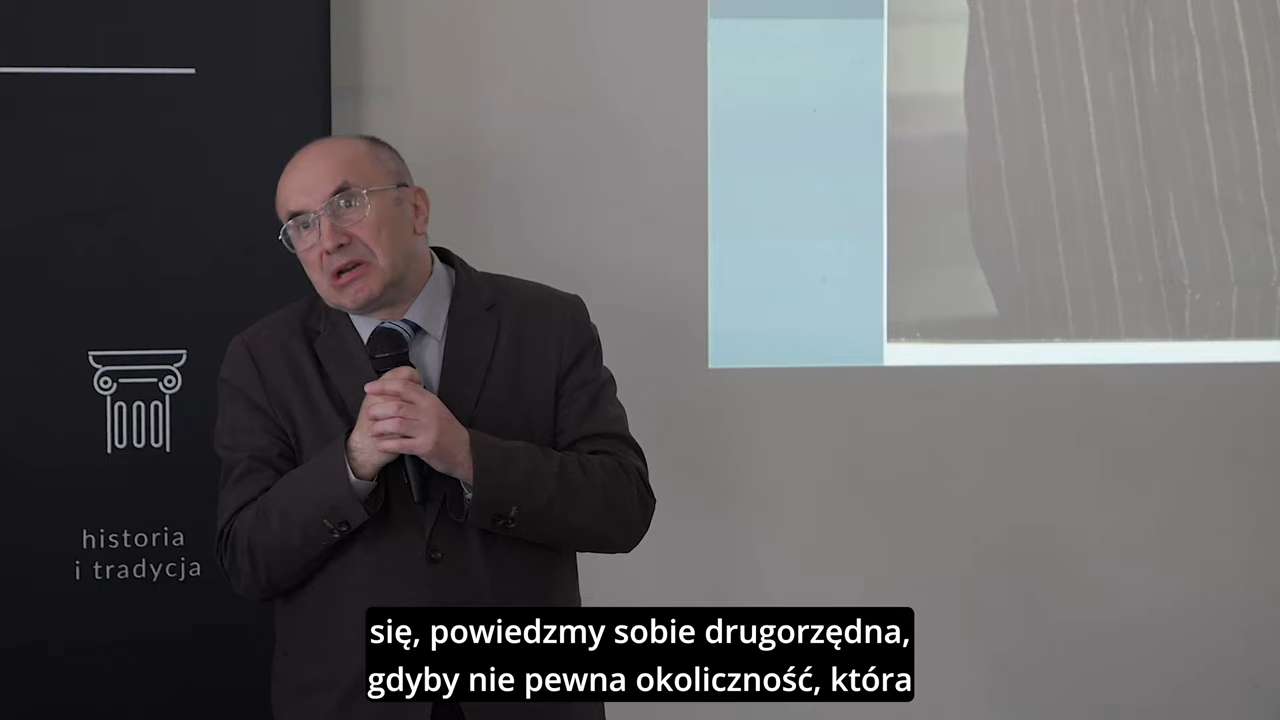 historia
i tradycja
się, powiedzmy sobie drugorzędna,
gdyby nie pewna okoliczność, która